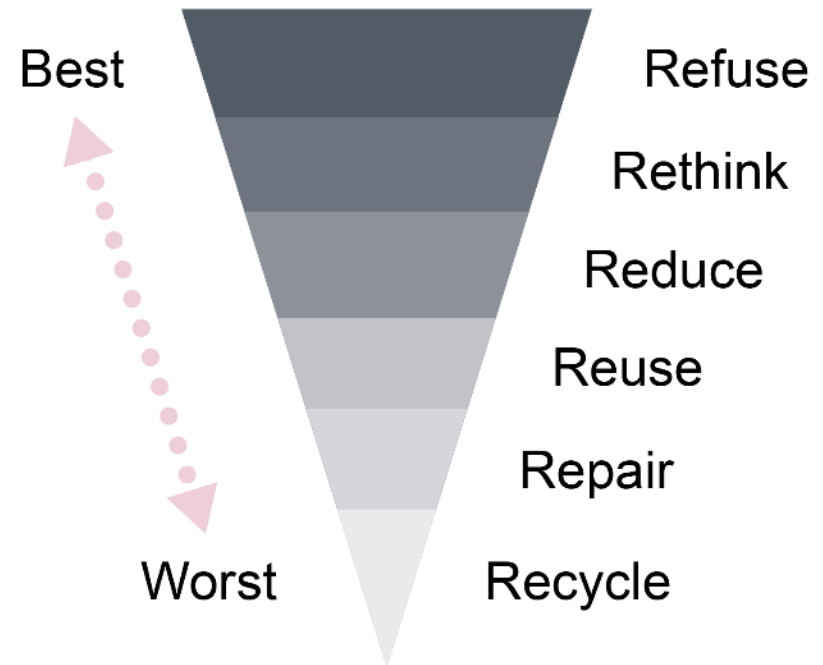 Best
Refuse
Rethink
Reduce
Reuse
Repair
Worst
Recycle